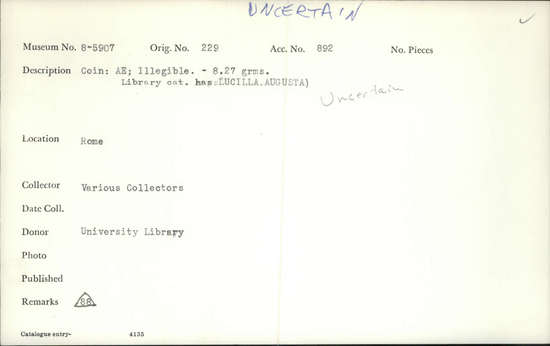 UNCERTAIN
Museum No. 8-5907 Orig. No. 229 Acc. No. 892 No. Pieces
Description Coin: AE; Illegible. - 8.27 grms.
Library cat. has:LUCILLA.AUGUSTA)
Uncertain
Location Rome
Collector Various Collectors
Date Coll.
Donor University Library
Photo
Published
Remarks 88
Catalogue entry- 4135